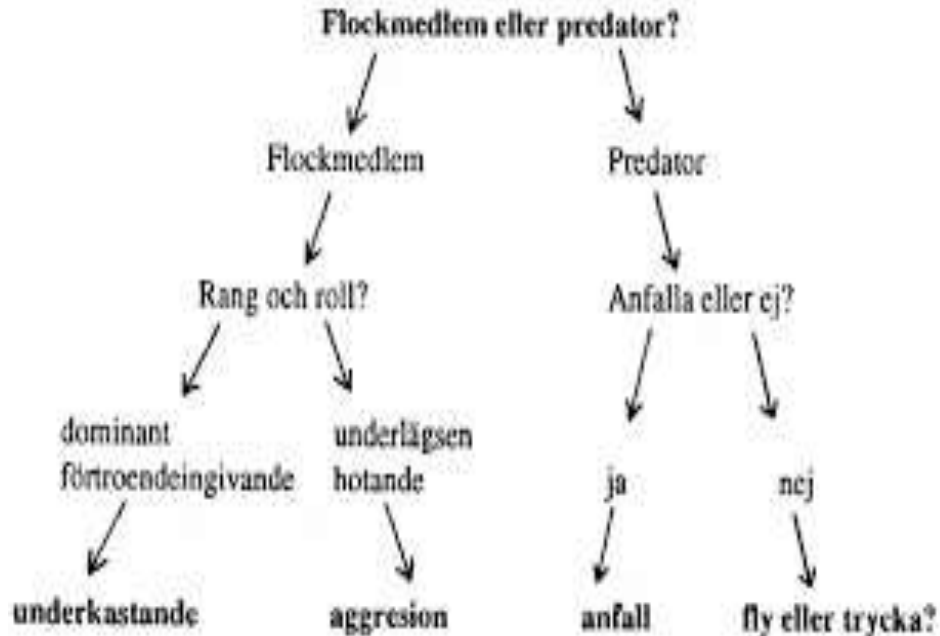 Flockmedlem eller predator?
Flockmedlem
Predator
Rang och roll?
Anfalla eller ej?
dominant
förtroendeingivande
underlägsen
hotande
ja
nej
underkastande
aggresion
anfall
fly eller trycka?